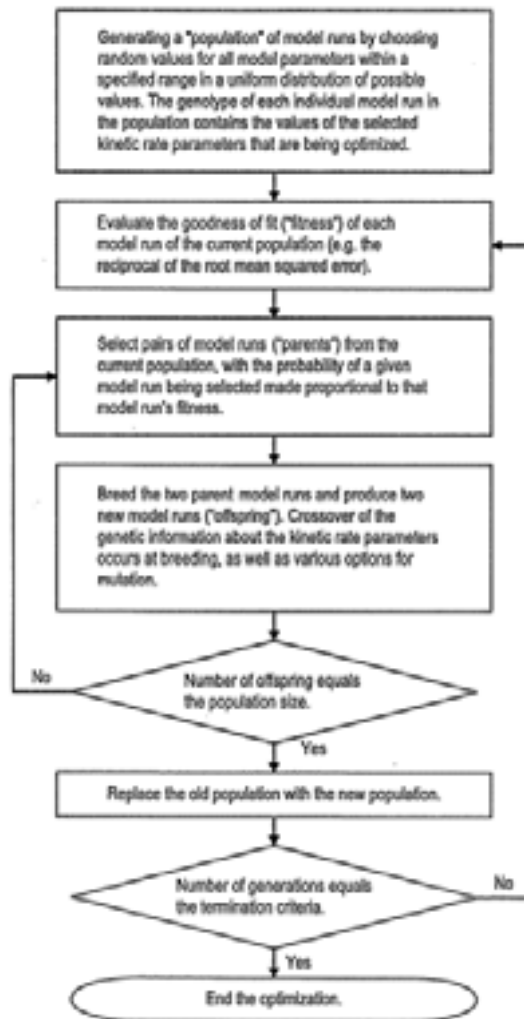 Generating a "population" of model runs by choosing
random values for all model parameters within a
specified range in a uniform distribution of possible
values. The genotype of each individual model run in
the population contains the values of the selected
kinetic rate parameters that are being optimized.
Evaluate the goodness of fit ("fitness") of each
model run of the current population (e.g. the
reciprocal of the root mean squared error).
Select pairs of model runs ("parents") from the
current population, with the probability of a given
model run being selected made proportional to that
model run's fitness.
Breed the two parent model runs and produce two
new model runs ("offspring"). Crossover of the
genetic information about the kinetic rate parameters
occurs at breeding, as well as various options for
mutation.
No
Number of offspring equals
the population size.
Yes
Replace the old population with the new population.
Number of generations equals
the termination criteria.
No
Yes
End the optimization.